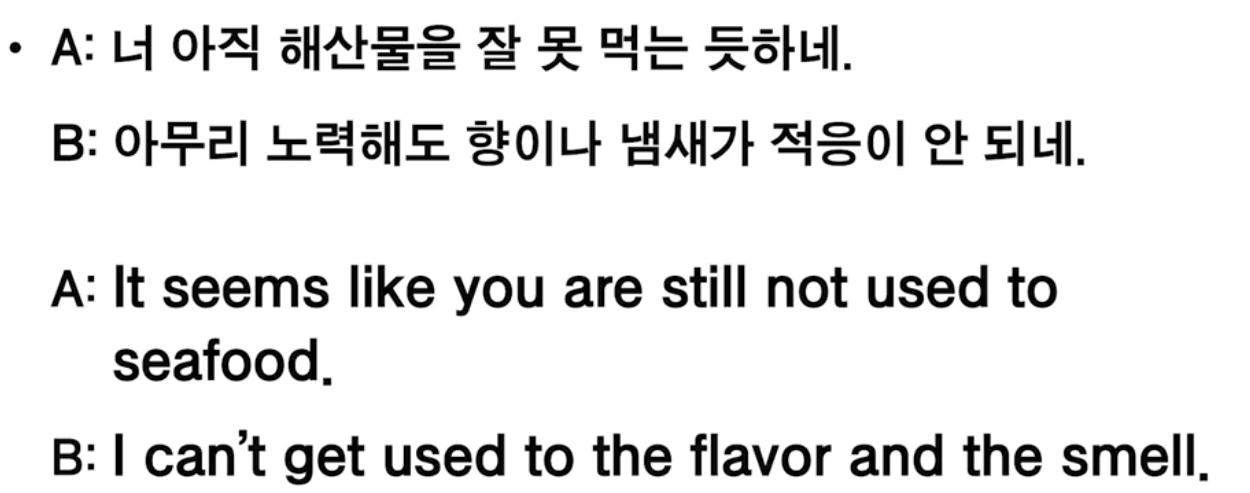 • A: 너 아직 해산물을 잘 못 먹는 듯하네.
B: 아무리 노력해도 향이나 냄새가 적응이 안 되네.
A: It seems like you are still not used to
seafood.
B: I can’t get used to the flavor and the smell.